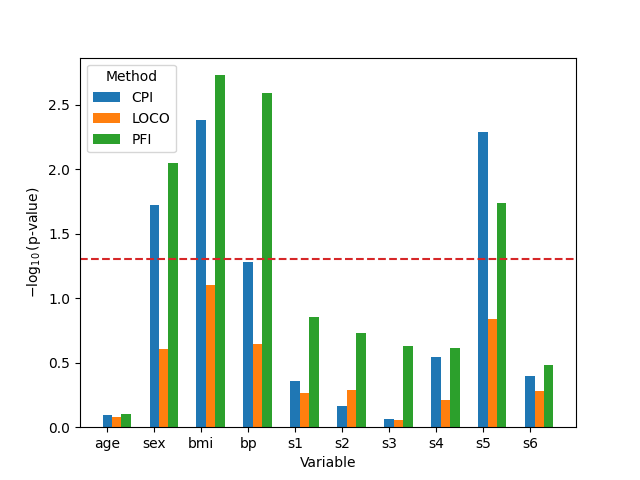 Method
CPI
LOCO
PFI
2.5
2.0
1.5
1.0
0.5
0.0
−log₁₀(p-value)
age sex bmi bp s1 s2 s3 s4 s5 s6
Variable